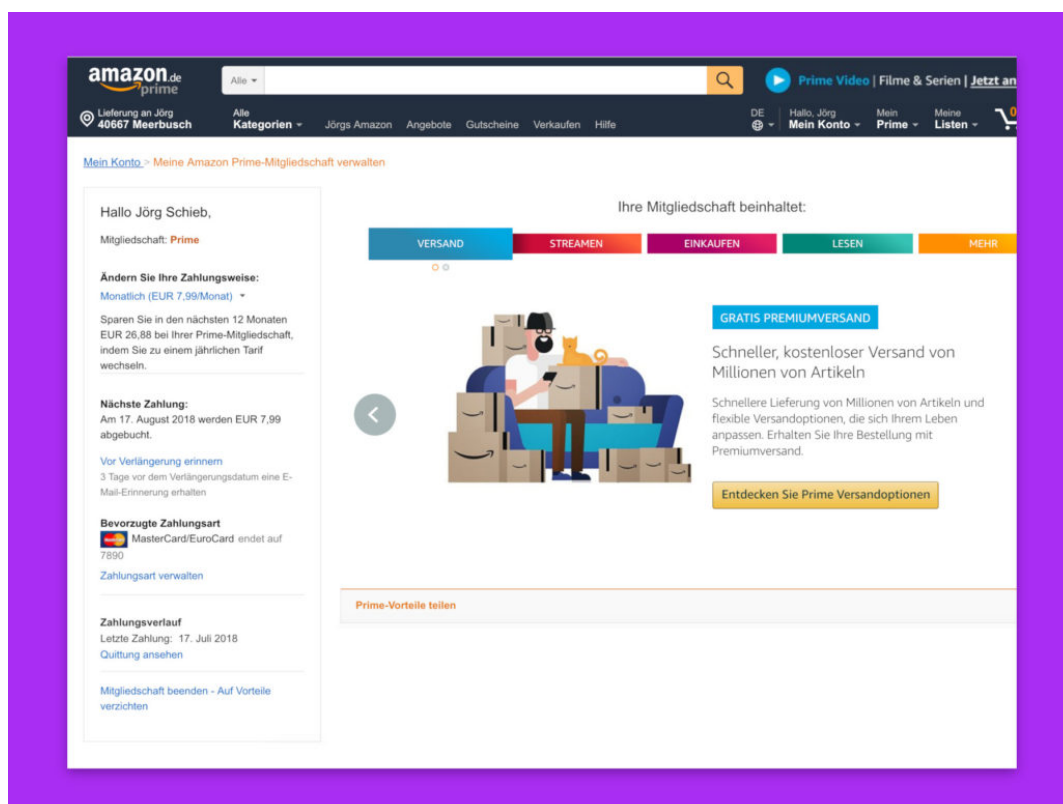 amazon.de
prime
Alle
Prime Video | Filme & Serien | Jetzt an
Lieferung an Jörg
40667 Meerbusch
Alle
Kategorien
Jörgs Amazon Angebote Gutscheine Verkaufen Hilfe
DE
Hallo, Jörg
Mein Konto
Mein
Prime
Meine
Listen
0
Mein Konto > Meine Amazon Prime-Mitgliedschaft verwalten
Hallo Jörg Schieb,
Mitgliedschaft: Prime
Ändern Sie Ihre Zahlungsweise:
Monatlich (EUR 7,99/Monat)
Sparen Sie in den nächsten 12 Monaten
EUR 26,88 bei Ihrer Prime-Mitgliedschaft,
indem Sie zu einem jährlichen Tarif
wechseln.
Nächste Zahlung:
Am 17. August 2018 werden EUR 7,99
abgebucht.
Vor Verlängerung erinnern
3 Tage vor dem Verlängerungsdatum eine E-
Mail-Erinnerung erhalten
Bevorzugte Zahlungsart
MasterCard/EuroCard endet auf
7890
Zahlungsart verwalten
Zahlungsverlauf
Letzte Zahlung: 17. Juli 2018
Quittung ansehen
Mitgliedschaft beenden - Auf Vorteile
verzichten
Ihre Mitgliedschaft beinhaltet:
VERSAND STREAMEN EINKAUFEN LESEN MEHR
GRATIS PREMIUMVERSAND
Schneller, kostenloser Versand von
Millionen von Artikeln
Schnellere Lieferung von Millionen von Artikeln und
flexible Versandoptionen, die sich Ihrem Leben
anpassen. Erhalten Sie Ihre Bestellung mit
Premiumversand.
Entdecken Sie Prime Versandoptionen
Prime-Vorteile teilen